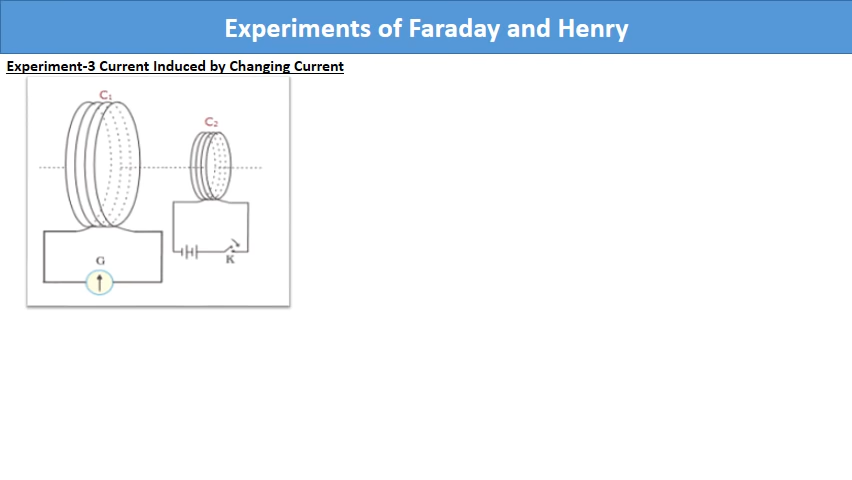 Experiments of Faraday and Henry
Experiment-3 Current Induced by Changing Current
C₁
C₂
G
K